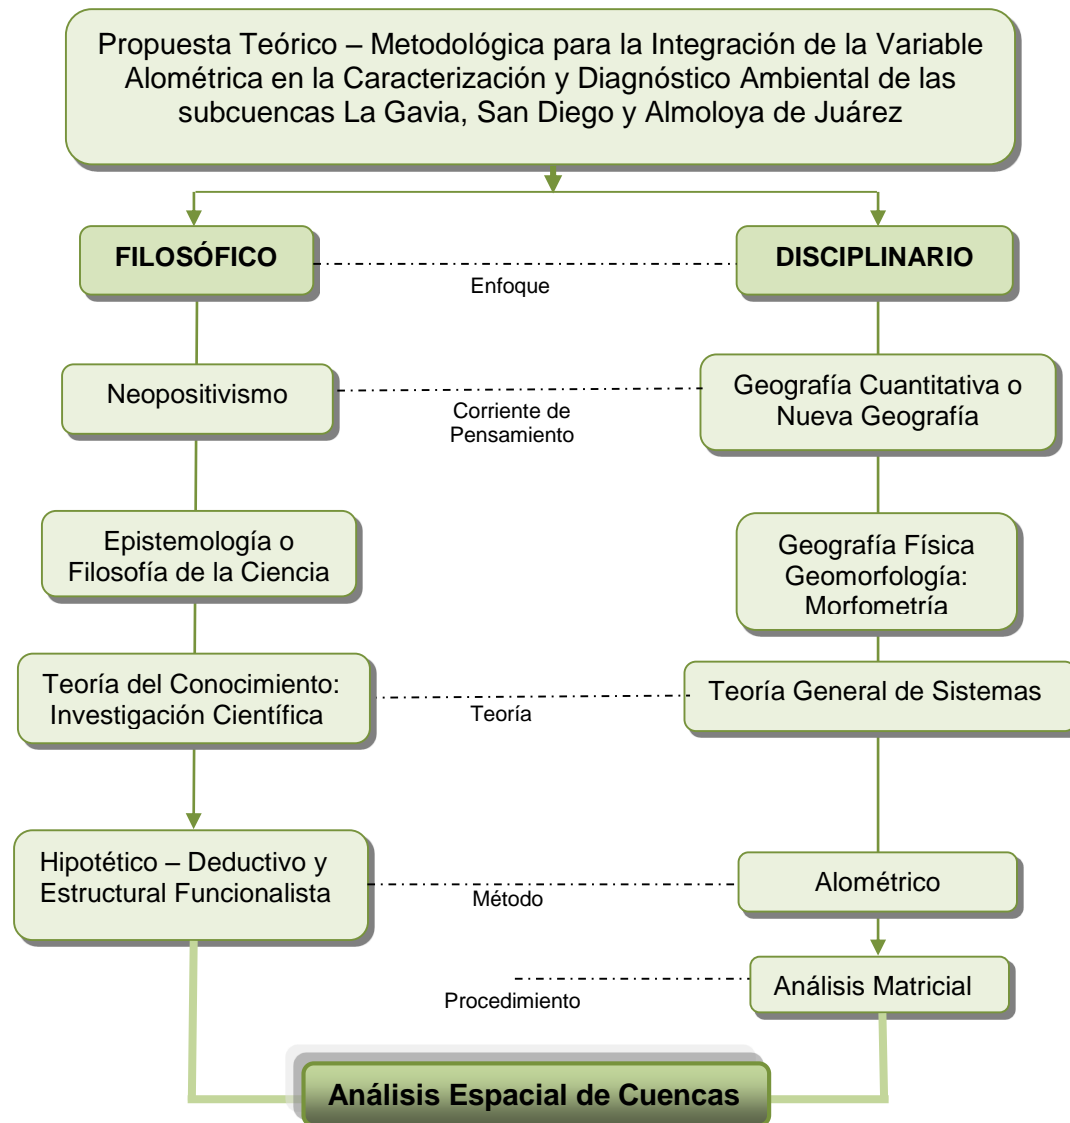 Propuesta Teórico – Metodológica para la Integración de la Variable
Alométrica en la Caracterización y Diagnóstico Ambiental de las
subcuencas La Gavia, San Diego y Almoloya de Juárez
FILOSÓFICO
DISCIPLINARIO
Enfoque
Neopositivismo
Geografía Cuantitativa o
Nueva Geografía
Corriente de
Pensamiento
Epistemología o
Filosofía de la Ciencia
Geografía Física
Geomorfología:
Morfometría
Teoría del Conocimiento:
Investigación Científica
Teoría General de Sistemas
Teoría
Hipotético – Deductivo y
Estructural Funcionalista
Alométrico
Método
Análisis Matricial
Procedimiento
Análisis Espacial de Cuencas